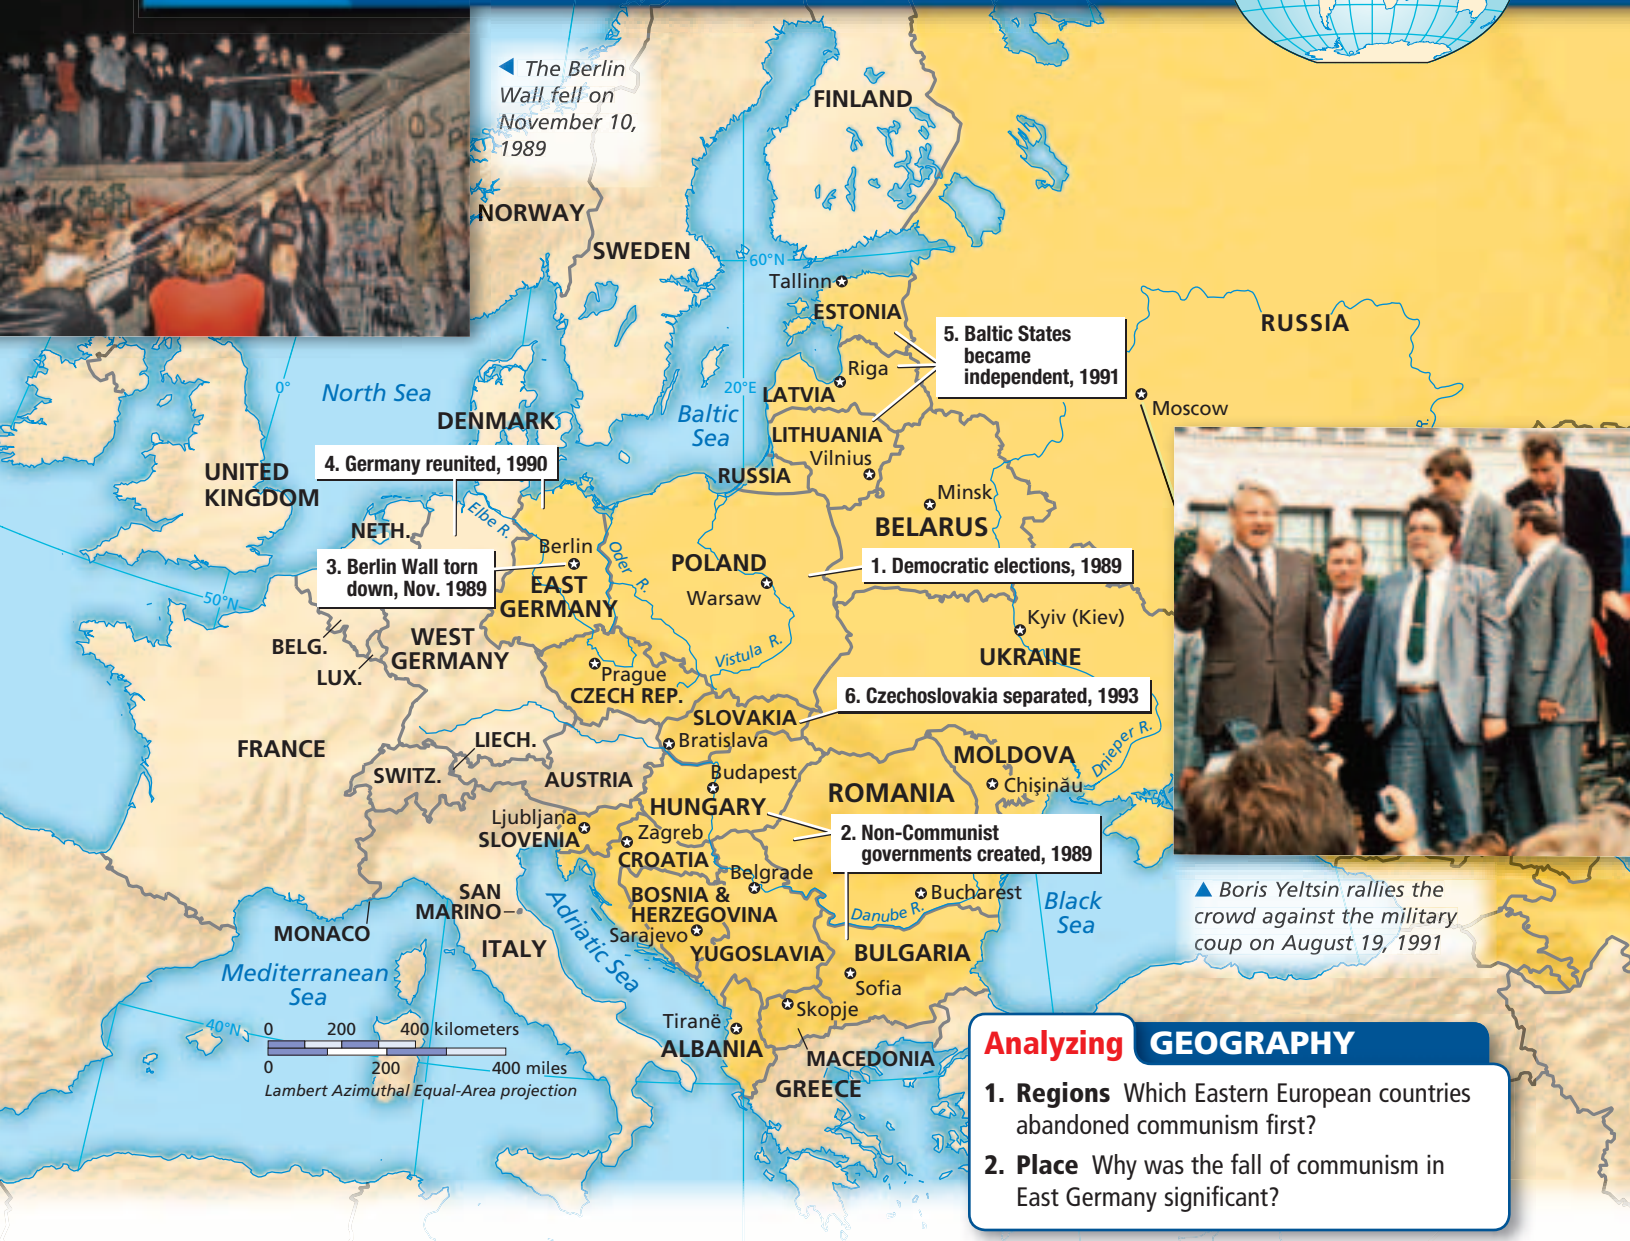 The Berlin
Wall fell on
November 10,
1989
FINLAND
NORWAY
SWEDEN
60°N
Tallinn
ESTONIA
RUSSIA
5. Baltic States
became
independent, 1991
Riga
0°
North Sea
20°E
LATVIA
Moscow
DENMARK
Baltic
Sea
R.
LITHUANIA
Vilnius
4. Germany reunited, 1990
UNITED
KINGDOM
RUSSIA
Minsk
BELARUS
Elbe R.
NETH.
Berlin
Oder R.
POLAND
1. Democratic elections, 1989
3. Berlin Wall torn
down, Nov. 1989
EAST
GERMANY
Warsaw
50°N
Kyiv (Kiev)
BELG.
WEST
GERMANY
Vistula R.
UKRAINE
LUX.
Prague
CZECH REP.
6. Czechoslovakia separated, 1993
SLOVAKIA
Bratislava
FRANCE
LIECH.
MOLDOVA
Dnieper R.
SWITZ.
AUSTRIA
Budapest
Chişinău
HUNGARY
ROMANIA
Ljubljana
SLOVENIA
Zagreb
2. Non-Communist
governments created, 1989
CROATIA
Belgrade
SAN
MARINO
BOSNIA &
HERZEGOVINA
Bucharest
Black
Sea
Boris Yeltsin rallies the
crowd against the military
coup on August 19, 1991
Danube R.
MONACO
Adriatic Sea
Sarajevo
ITALY
YUGOSLAVIA
BULGARIA
Mediterranean
Sea
Sofia
Skopje
40°N
0 200 400 kilometers
0 200 400 miles
Lambert Azimuthal Equal-Area projection
Tiranë
ALBANIA
MACEDONIA
GREECE
Analyzing GEOGRAPHY
1. Regions Which Eastern European countries
abandoned communism first?
2. Place Why was the fall of communism in
East Germany significant?